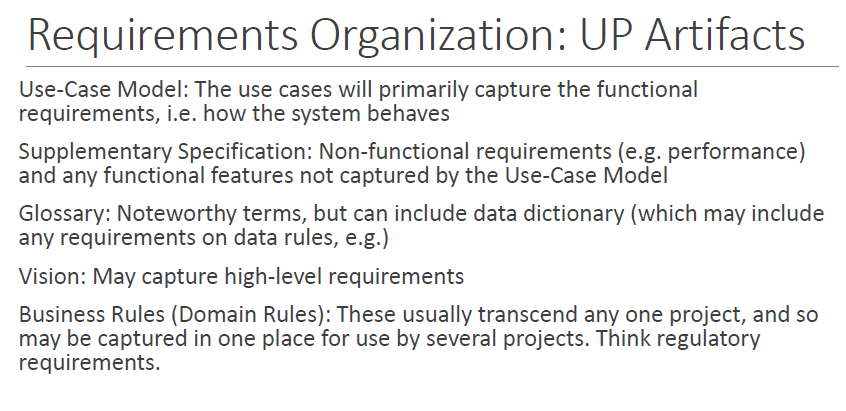 Requirements Organization: UP Artifacts
Use-Case Model: The use cases will primarily capture the functional
requirements, i.e. how the system behaves
Supplementary Specification: Non-functional requirements (e.g. performance)
and any functional features not captured by the Use-Case Model
Glossary: Noteworthy terms, but can include data dictionary (which may include
any requirements on data rules, e.g.)
Vision: May capture high-level requirements
Business Rules (Domain Rules): These usually transcend any one project, and so
may be captured in one place for use by several projects. Think regulatory
requirements.